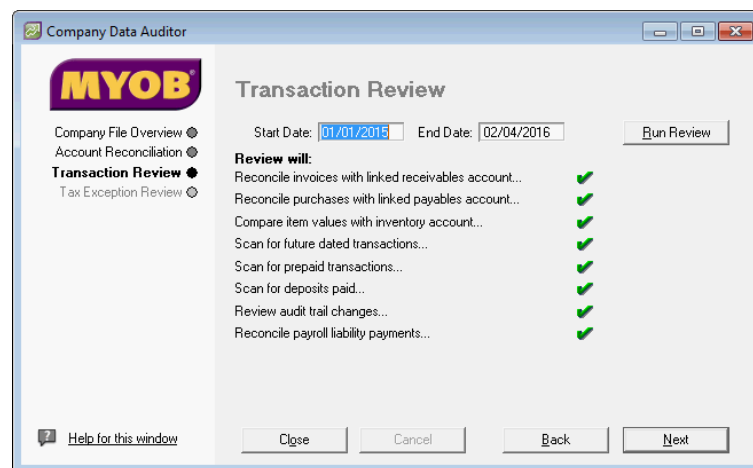 Company Data Auditor
MYOB
Company File Overview
Account Reconciliation
Transaction Review
Tax Exception Review
Transaction Review
Start Date: 01/01/2015 End Date: 02/04/2016 Run Review
Review will:
Reconcile invoices with linked receivables account...
Reconcile purchases with linked payables account...
Compare item values with inventory account...
Scan for future dated transactions...
Scan for prepaid transactions...
Scan for deposits paid...
Review audit trail changes...
Reconcile payroll liability payments...
? Help for this window Close Cancel Back Next